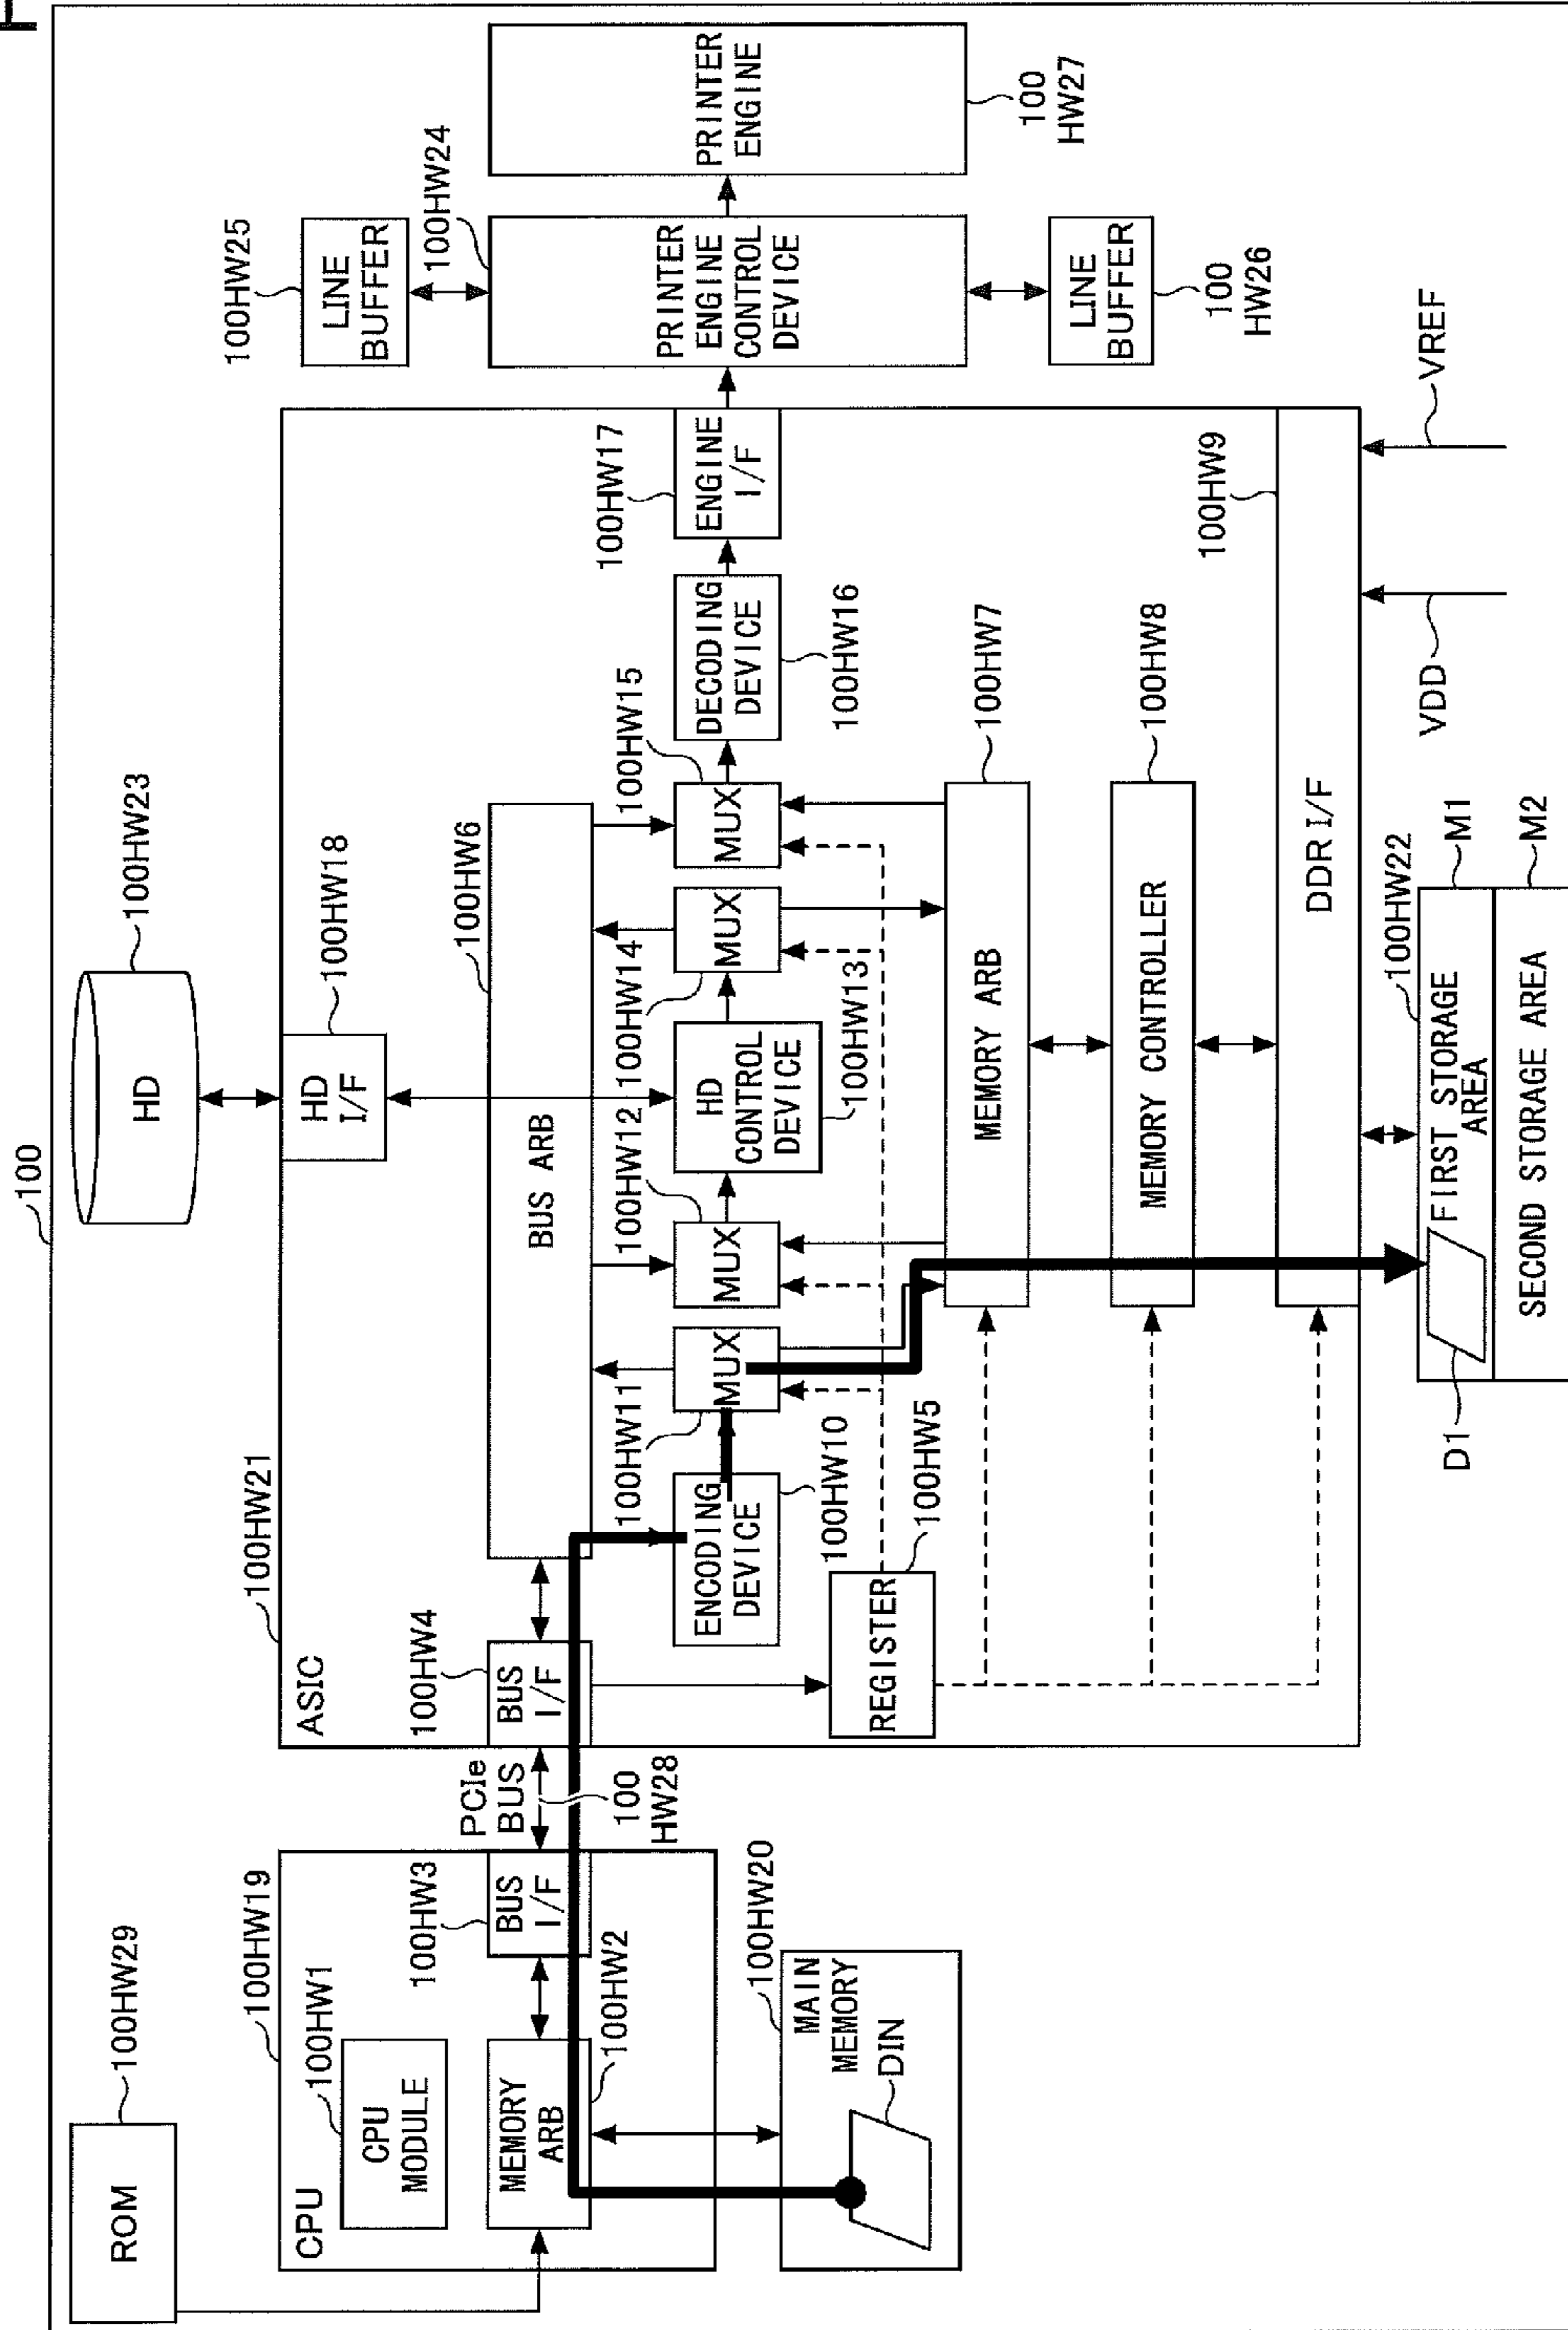 100
ROM
100HW29
CPU
100HW19
CPU
MODULE
100HW1
MEMORY
ARB
100HW2
BUS
I/F
100HW3
MAIN
MEMORY
100HW20
DIN
PCIe
BUS
100
HW28
ASIC
100HW21
BUS
I/F
100HW4
REGISTER
100HW5
BUS ARB
100HW6
ENCODING
DEVICE
100HW10
MUX
100HW11
MUX
100HW12
HD
CONTROL
DEVICE
100HW13
MUX
100HW14
MUX
100HW15
DECODING
DEVICE
100HW16
ENGINE
I/F
100HW17
HD
I/F
100HW18
HD
100HW23
MEMORY ARB
100HW7
MEMORY CONTROLLER
100HW8
DDR I/F
100HW9
FIRST STORAGE
AREA
100HW22
M1
SECOND STORAGE AREA
M2
D1
VDD
VREF
LINE
BUFFER
100HW25
PRINTER
ENGINE
CONTROL
DEVICE
100HW24
LINE
BUFFER
100
HW26
PRINTER
ENGINE
100
HW27